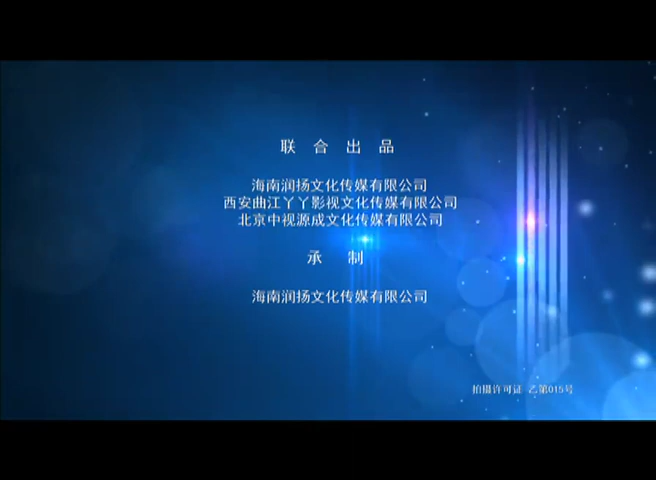 联合出品
海南润扬文化传媒有限公司
西安曲江丫丫影视文化传媒有限公司
北京中视源成文化传媒有限公司
承制
海南润扬文化传媒有限公司
拍摄许可证 乙第015号